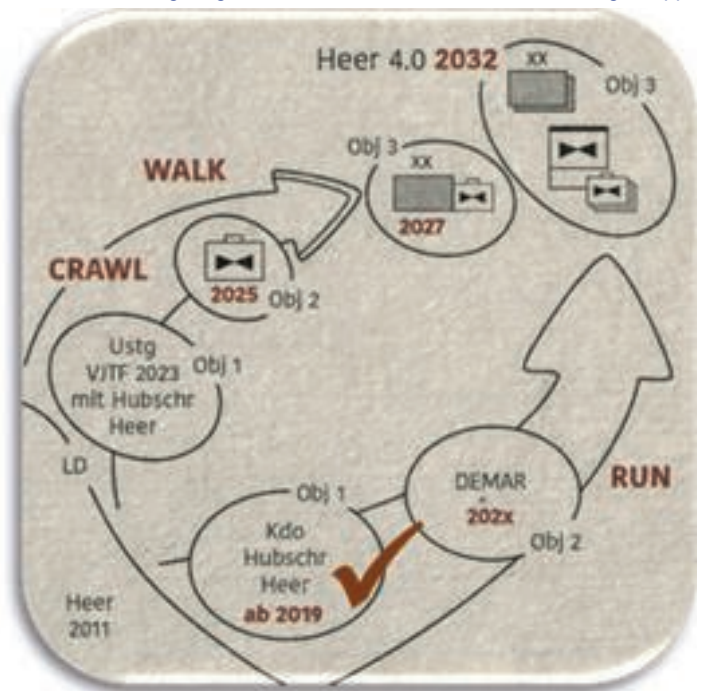 Heer 4.0 2032
XX
Obj 3
Obj 3
XX
2027
WALK
CRAWL
2025
Obj 2
Ustg
VJTF 2023
mit Hubschr
Heer
Obj 1
LD
RUN
DEMAR
202x
Obj 2
Obj 1
Kdo
Hubschr
Heer
ab 2019
Heer
2011